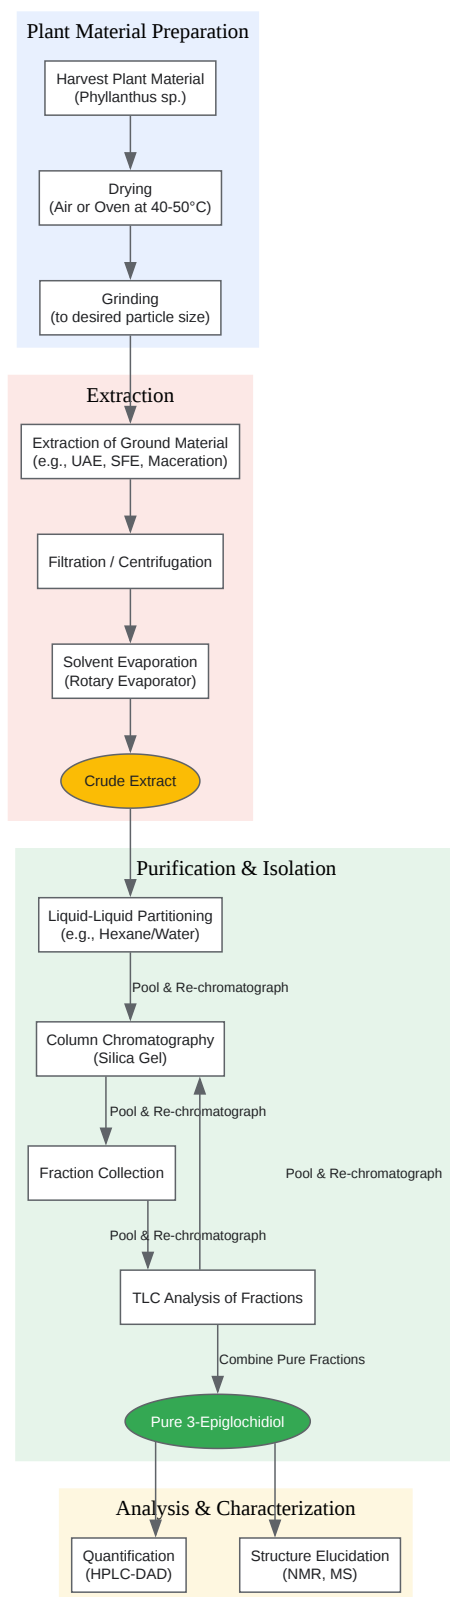 Plant Material Preparation
Harvest Plant Material
(Phyllanthus sp.)
Drying
(Air or Oven at 40-50°C)
Grinding
(to desired particle size)
Extraction
Extraction of Ground Material
(e.g., UAE, SFE, Maceration)
Filtration / Centrifugation
Solvent Evaporation
(Rotary Evaporator)
Crude Extract
Purification & Isolation
Liquid-Liquid Partitioning
(e.g., Hexane/Water)
Pool & Re-chromatograph
Column Chromatography
(Silica Gel)
Pool & Re-chromatograph
Fraction Collection
Pool & Re-chromatograph
Pool & Re-chromatograph
TLC Analysis of Fractions
Combine Pure Fractions
Pure 3-Epiglochidiol
Analysis & Characterization
Quantification
(HPLC-DAD)
Structure Elucidation
(NMR, MS)